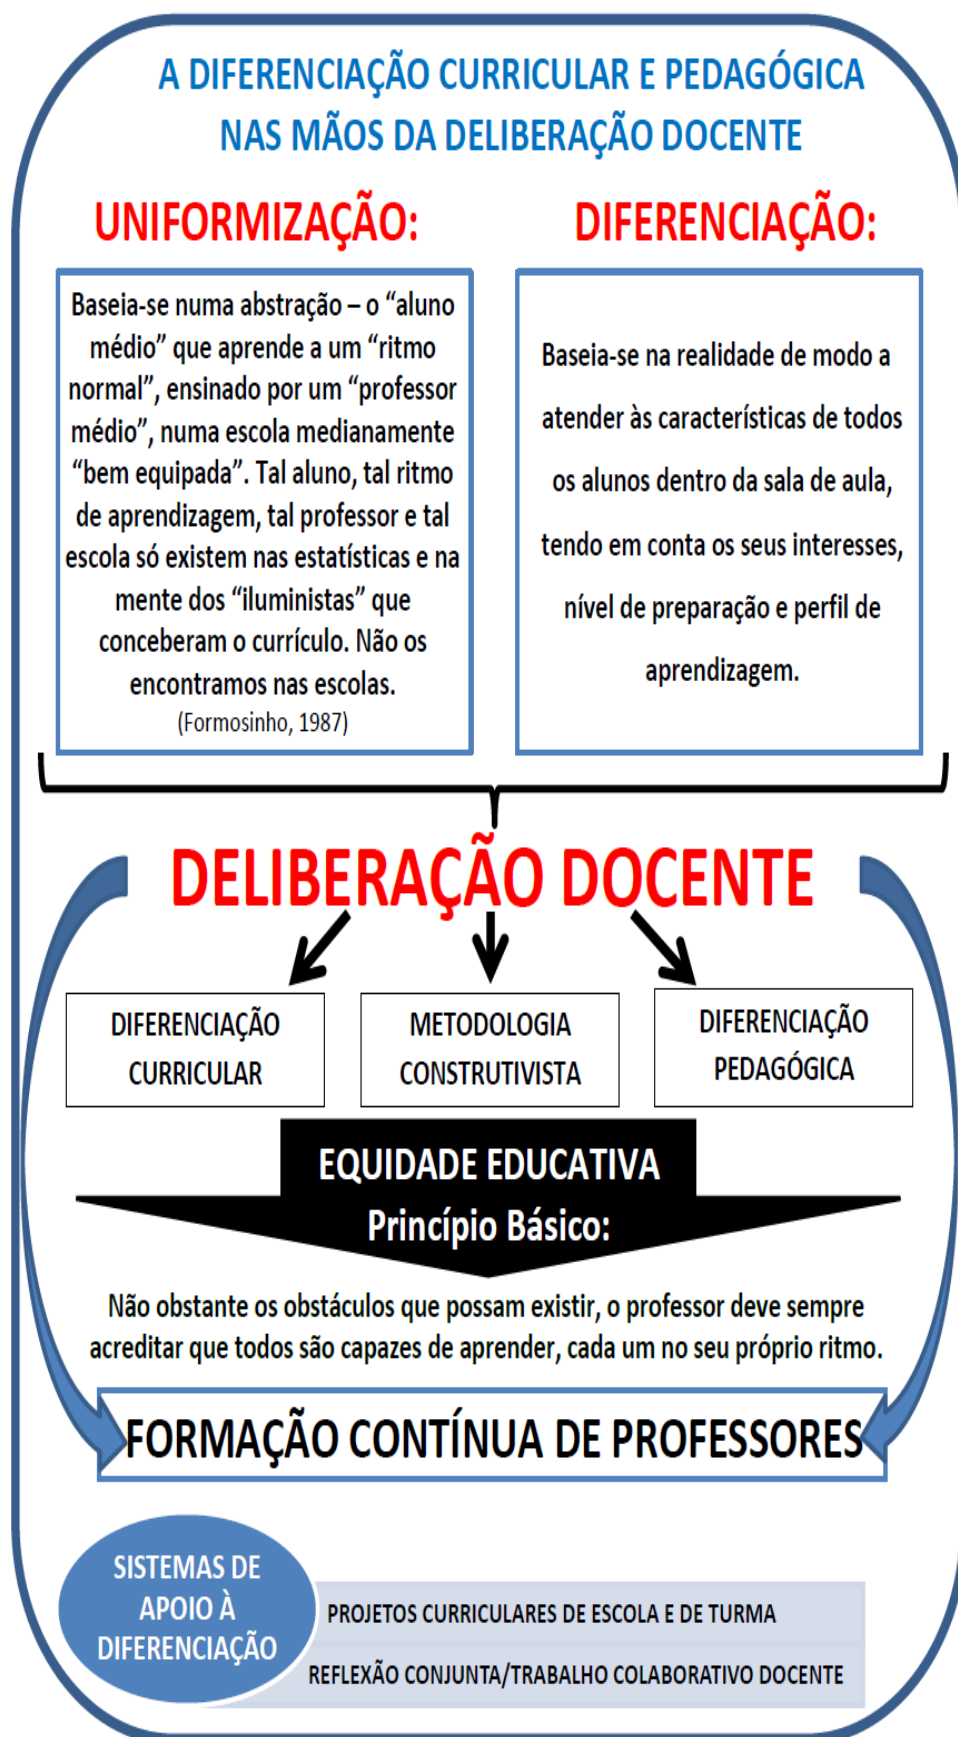 A DIFERENCIAÇÃO CURRICULAR E PEDAGÓGICA
NAS MÃOS DA DELIBERAÇÃO DOCENTE
UNIFORMIZAÇÃO:
Baseia-se numa abstração – o “aluno
médio” que aprende a um “ritmo
normal”, ensinado por um “professor
médio”, numa escola medianamente
“bem equipada”. Tal aluno, tal ritmo
de aprendizagem, tal professor e tal
escola só existem nas estatísticas e na
mente dos “iluministas” que
conceberam o currículo. Não os
encontramos nas escolas.
(Formosinho, 1987)
DIFERENCIAÇÃO:
Baseia-se na realidade de modo a
atender às características de todos
os alunos dentro da sala de aula,
tendo em conta os seus interesses,
nível de preparação e perfil de
aprendizagem.
DELIBERAÇÃO DOCENTE
DIFERENCIAÇÃO
CURRICULAR
METODOLOGIA
CONSTRUTIVISTA
DIFERENCIAÇÃO
PEDAGÓGICA
EQUIDADE EDUCATIVA
Princípio Básico:
Não obstante os obstáculos que possam existir, o professor deve sempre
acreditar que todos são capazes de aprender, cada um no seu próprio ritmo.
FORMAÇÃO CONTÍNUA DE PROFESSORES
SISTEMAS DE
APOIO À
DIFERENCIAÇÃO
PROJETOS CURRICULARES DE ESCOLA E DE TURMA
REFLEXÃO CONJUNTA/TRABALHO COLABORATIVO DOCENTE